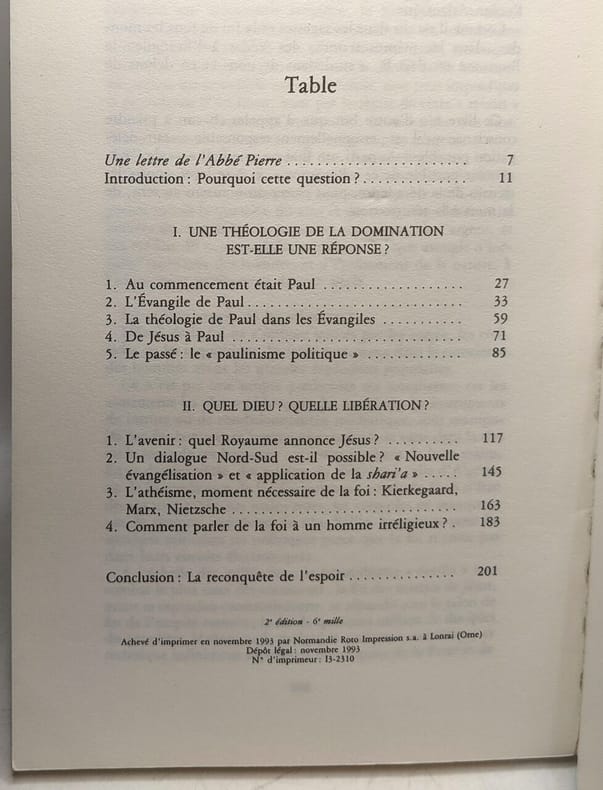 Table
Une lettre de l'Abbé Pierre ........................ 7
Introduction : Pourquoi cette question ? ............. 11
I. UNE THÉOLOGIE DE LA DOMINATION
EST-ELLE UNE RÉPONSE ?
1. Au commencement était Paul ................... 27
2. L'Évangile de Paul ............................. 33
3. La théologie de Paul dans les Évangiles ........... 59
4. De Jésus à Paul ............................. 71
5. Le passé : le « paulinisme politique » ............. 85
II. QUEL DIEU ? QUELLE LIBÉRATION ?
1. L'avenir : quel Royaume annonce Jésus ? .......... 117
2. Un dialogue Nord-Sud est-il possible ? « Nouvelle
évangélisation » et « application de la shari'a » ..... 145
3. L'athéisme, moment nécessaire de la foi : Kierkegaard,
Marx, Nietzsche .............................. 163
4. Comment parler de la foi à un homme irréligieux ? . 183
Conclusion : La reconquête de l'espoir ............... 201
2e édition - 6e mille
Achevé d'imprimer en novembre 1993 par Normandie Roto Impression s.a. à Lonrai (Orne)
Dépôt légal : novembre 1993
N° d'imprimeur : I3-2310